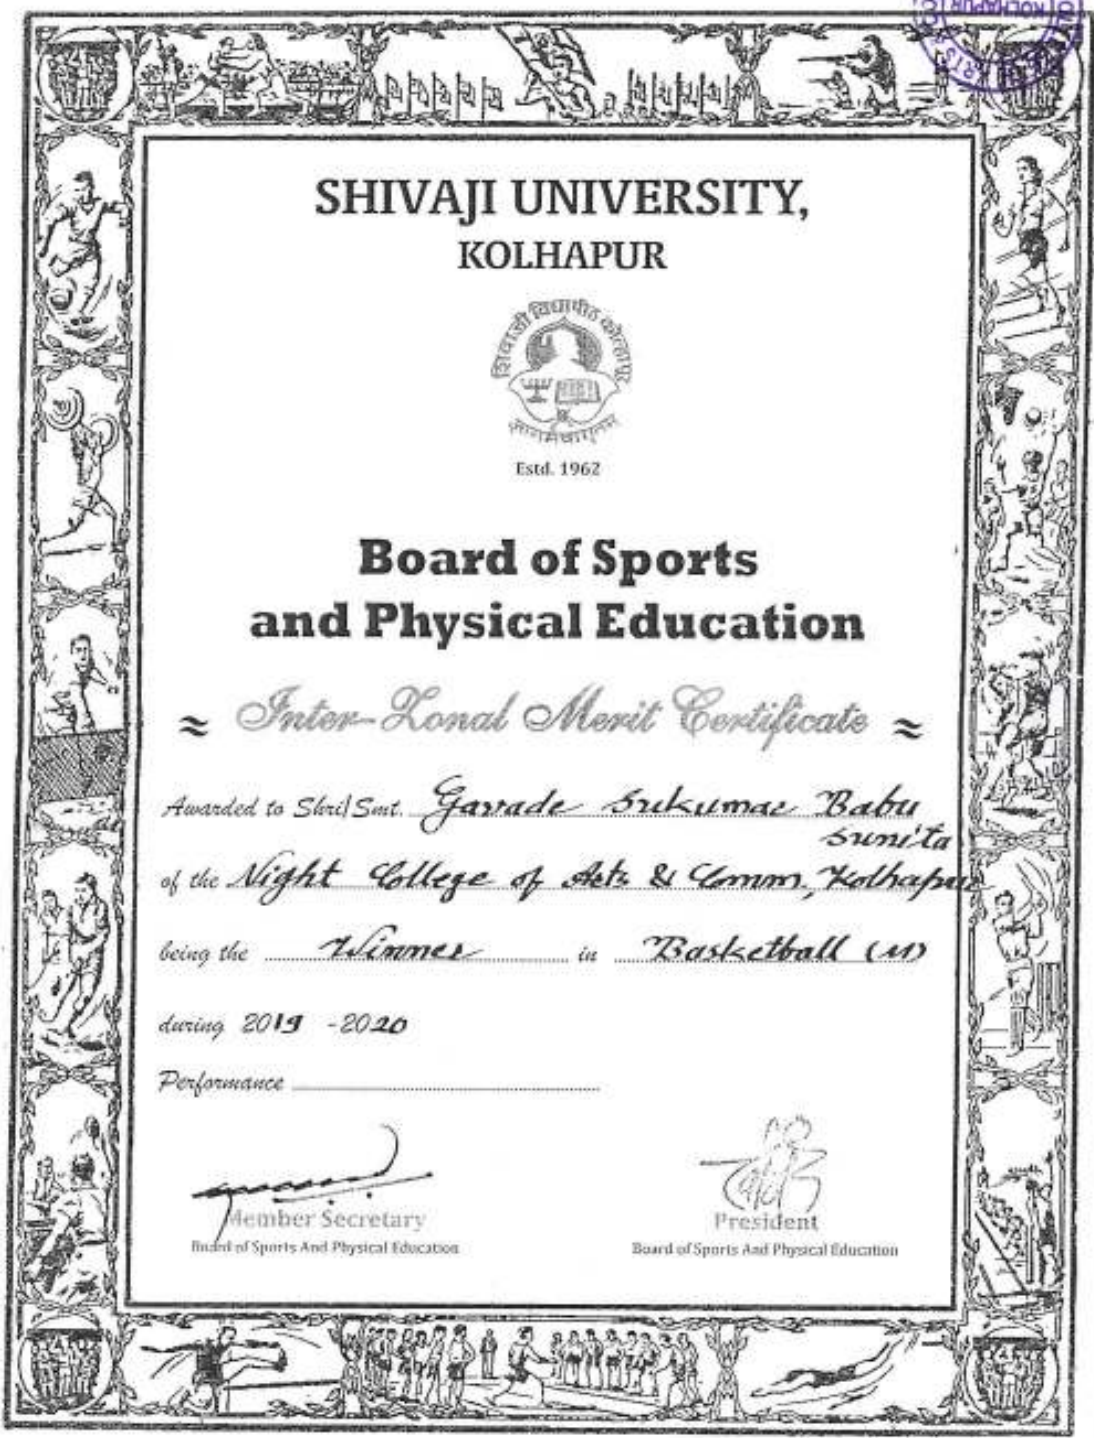 KOLHAPUR
SHIVAJI UNIVERSITY,
KOLHAPUR
शिवाजी विद्यापीठ कोल्हापूर
Estd. 1962
Board of Sports
and Physical Education
≈ Inter-Zonal Merit Certificate ≈
Awarded to Shri/Smt. Gavade Sukumar Babu
Sunita
of the Night College of Arts & Comm, Kolhapur
being the Winner in Basketball (M)
during 2019 -2020
Performance
Member Secretary
Board of Sports And Physical Education
President
Board of Sports And Physical Education